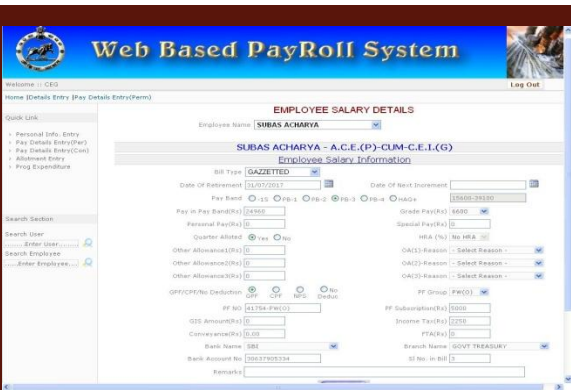 Web Based PayRoll System
Welcome :: CEG
Log Out
Home |Details Entry |Pay Details Entry(Perm)
Quick Link
Personal Info. Entry
Pay Details Entry(Per)
Pay Details Entry(Con)
Allotment Entry
Prog Expenditure
Search Section
Search User
Enter User
Search Employee
Enter Employee
EMPLOYEE SALARY DETAILS
Employee Name SUBAS ACHARYA
SUBAS ACHARYA - A.C.E.(P)-CUM-C.E.I.(G)
Employee Salary Information
Bill Type GAZZETTED
Date Of Retirement 31/07/2017 Date Of Next Increment
Pay Band -1S PB-1 PB-2 PB-3 PB-4 HAG+ 15600-39100
Pay in Pay Band(Rs) 24960 Grade Pay(Rs) 6600
Personal Pay(Rs) 0 Special Pay(Rs) 0
Quarter Alloted Yes No HRA (%) No HRA
Other Allowance1(Rs) 0 OA(1)-Reason - Select Reason -
Other Allowance2(Rs) 0 OA(2)-Reason - Select Reason -
Other Allowance3(Rs) 0 OA(3)-Reason - Select Reason -
GPF/CPF/No Deduction GPF CPF NPS No Deduc PF Group PW(O)
PF NO 41754-PW(O) PF Subscription(Rs) 5000
GIS Amount(Rs) 0 Income Tax(Rs) 2250
Conveyance(Rs) 0.00 PTA(Rs) 0
Bank Name SBI Branch Name GOVT TREASURY
Bank Account No 30637905334 Sl No. in Bill 3
Remarks